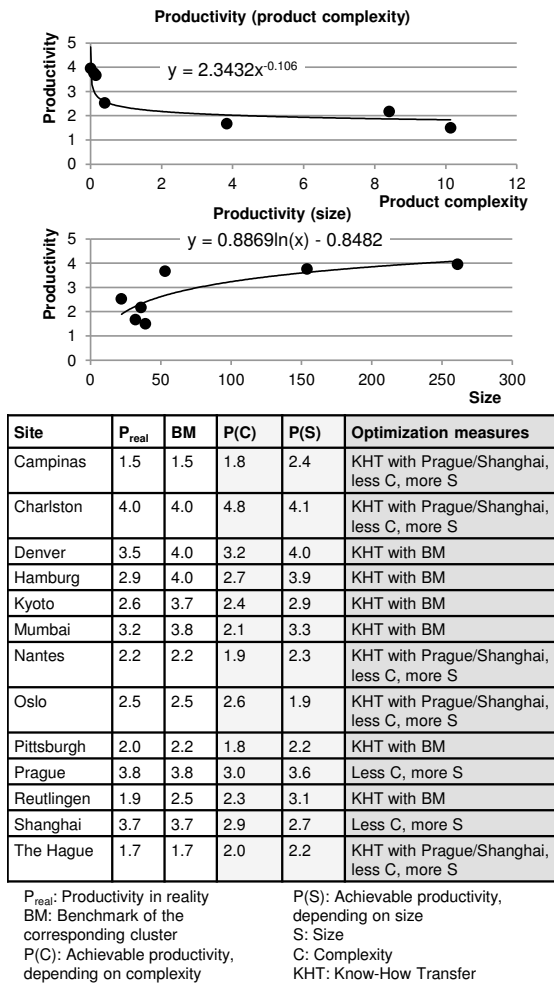 Productivity (product complexity)
Productivity
5
4
3
2
1
0
y = 2.3432x^-0.106
0 2 4 6 8 10 12
Product complexity
Productivity (size)
Productivity
5
4
3
2
1
0
y = 0.8869ln(x) - 0.8482
0 50 100 150 200 250 300
Size
Site P_real BM P(C) P(S) Optimization measures
Campinas 1.5 1.5 1.8 2.4 KHT with Prague/Shanghai,
less C, more S
Charlston 4.0 4.0 4.8 4.1 KHT with Prague/Shanghai,
less C, more S
Denver 3.5 4.0 3.2 4.0 KHT with BM
Hamburg 2.9 4.0 2.7 3.9 KHT with BM
Kyoto 2.6 3.7 2.4 2.9 KHT with BM
Mumbai 3.2 3.8 2.1 3.3 KHT with BM
Nantes 2.2 2.2 1.9 2.3 KHT with Prague/Shanghai,
less C, more S
Oslo 2.5 2.5 2.6 1.9 KHT with Prague/Shanghai,
less C, more S
Pittsburgh 2.0 2.2 1.8 2.2 KHT with BM
Prague 3.8 3.8 3.0 3.6 Less C, more S
Reutlingen 1.9 2.5 2.3 3.1 KHT with BM
Shanghai 3.7 3.7 2.9 2.7 Less C, more S
The Hague 1.7 1.7 2.0 2.2 KHT with Prague/Shanghai,
less C, more S
P_real: Productivity in reality
BM: Benchmark of the
corresponding cluster
P(C): Achievable productivity,
depending on complexity
P(S): Achievable productivity,
depending on size
S: Size
C: Complexity
KHT: Know-How Transfer